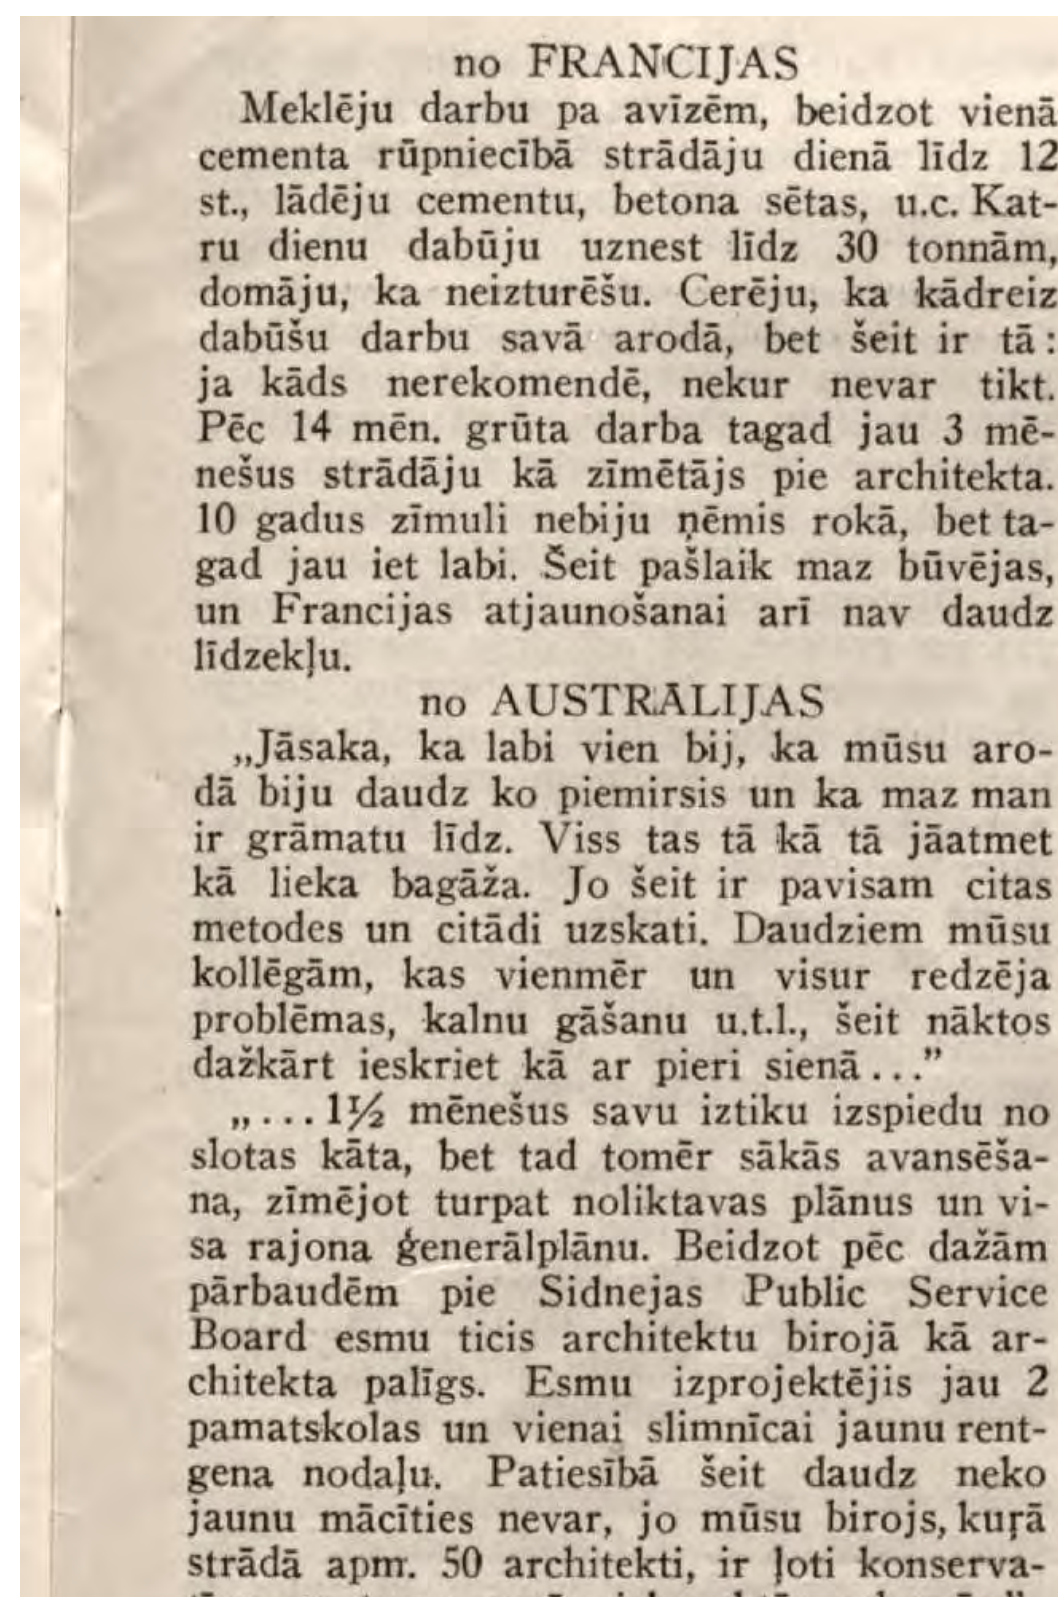 no FRANCIJAS
Meklēju darbu pa avīzēm, beidzot vienā
cementa rūpniecībā strādāju dienā līdz 12
st., lādēju cementu, betona sētas, u.c. Kat-
ru dienu dabūju uznest līdz 30 tonnām,
domāju, ka neizturēšu. Cerēju, ka kādreiz
dabūšu darbu savā arodā, bet šeit ir tā:
ja kāds nerekomendē, nekur nevar tikt.
Pēc 14 mēn. grūta darba tagad jau 3 mē-
nešus strādāju kā zīmētājs pie architekta.
10 gadus zīmuli nebiju ņēmis rokā, bet ta-
gad jau iet labi. Šeit pašlaik maz būvējas,
un Francijas atjaunošanai arī nav daudz
līdzekļu.
no AUSTRALIJAS
„Jāsaka, ka labi vien bij, ka mūsu aro-
dā biju daudz ko piemirsis un ka maz man
ir grāmatu līdz. Viss tas tā kā tā jāatmet
kā lieka bagāža. Jo šeit ir pavisam citas
metodes un citādi uzskati. Daudziem mūsu
kollēgām, kas vienmēr un visur redzēja
problēmas, kalnu gāšanu u.t.l., šeit nāktos
dažkārt ieskriet kā ar pieri sienā...”
„...1½ mēnešus savu iztiku izspiedu no
slotas kāta, bet tad tomēr sākās avansēša-
na, zīmējot turpat noliktavas plānus un vi-
sa rajona ģenerālplānu. Beidzot pēc dažām
pārbaudēm pie Sidnejas Public Service
Board esmu ticis architektu birojā kā ar-
chitekta palīgs. Esmu izprojektējis jau 2
pamatskolas un vienai slimnīcai jaunu rent-
gena nodaļu. Patiesībā šeit daudz neko
jaunu mācīties nevar, jo mūsu birojs, kuŗā
strādā apm. 50 architekti, ir ļoti konserva-